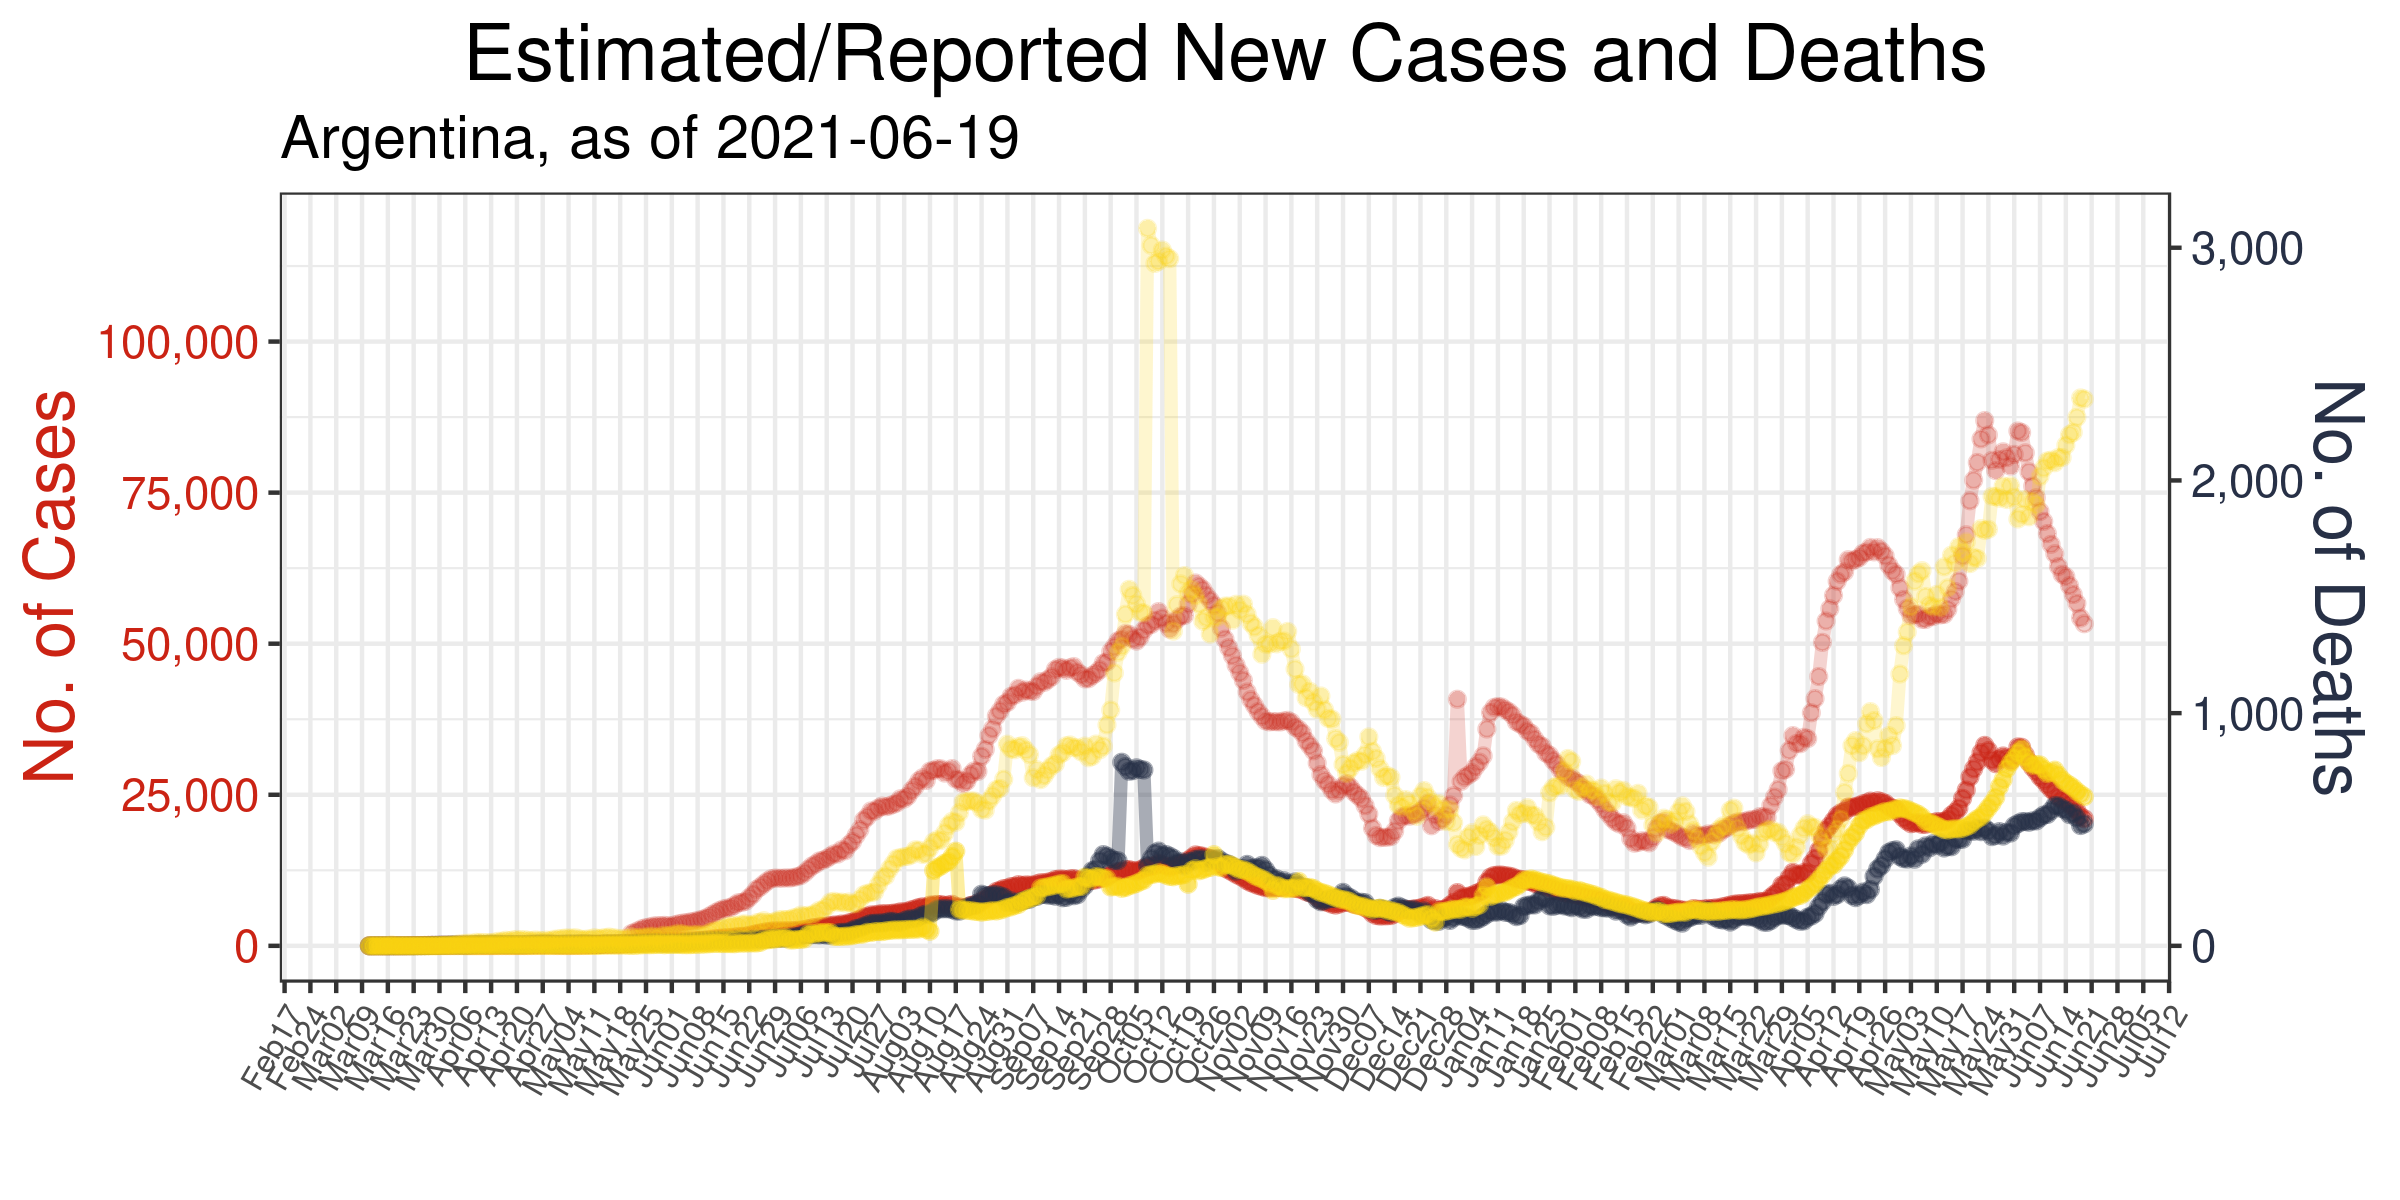 Estimated/Reported New Cases and Deaths
Argentina, as of 2021-06-19
No. of Cases
100,000
75,000
50,000
25,000
0
3,000
2,000
1,000
0
No. of Deaths
Feb17
Feb24
Mar02
Mar09
Mar16
Mar23
Mar30
Apr06
Apr13
Apr20
Apr27
May04
May11
May18
May25
Jun01
Jun08
Jun15
Jun22
Jun29
Jul06
Jul13
Jul20
Jul27
Aug03
Aug10
Aug17
Aug24
Aug31
Sep07
Sep14
Sep21
Sep28
Oct05
Oct12
Oct19
Oct26
Nov02
Nov09
Nov16
Nov23
Nov30
Dec07
Dec14
Dec21
Dec28
Jan04
Jan11
Jan18
Jan25
Feb01
Feb08
Feb15
Feb22
Mar01
Mar08
Mar15
Mar22
Mar29
Apr05
Apr12
Apr19
Apr26
May03
May10
May17
May24
May31
Jun07
Jun14
Jun21
Jun28
Jul05
Jul12